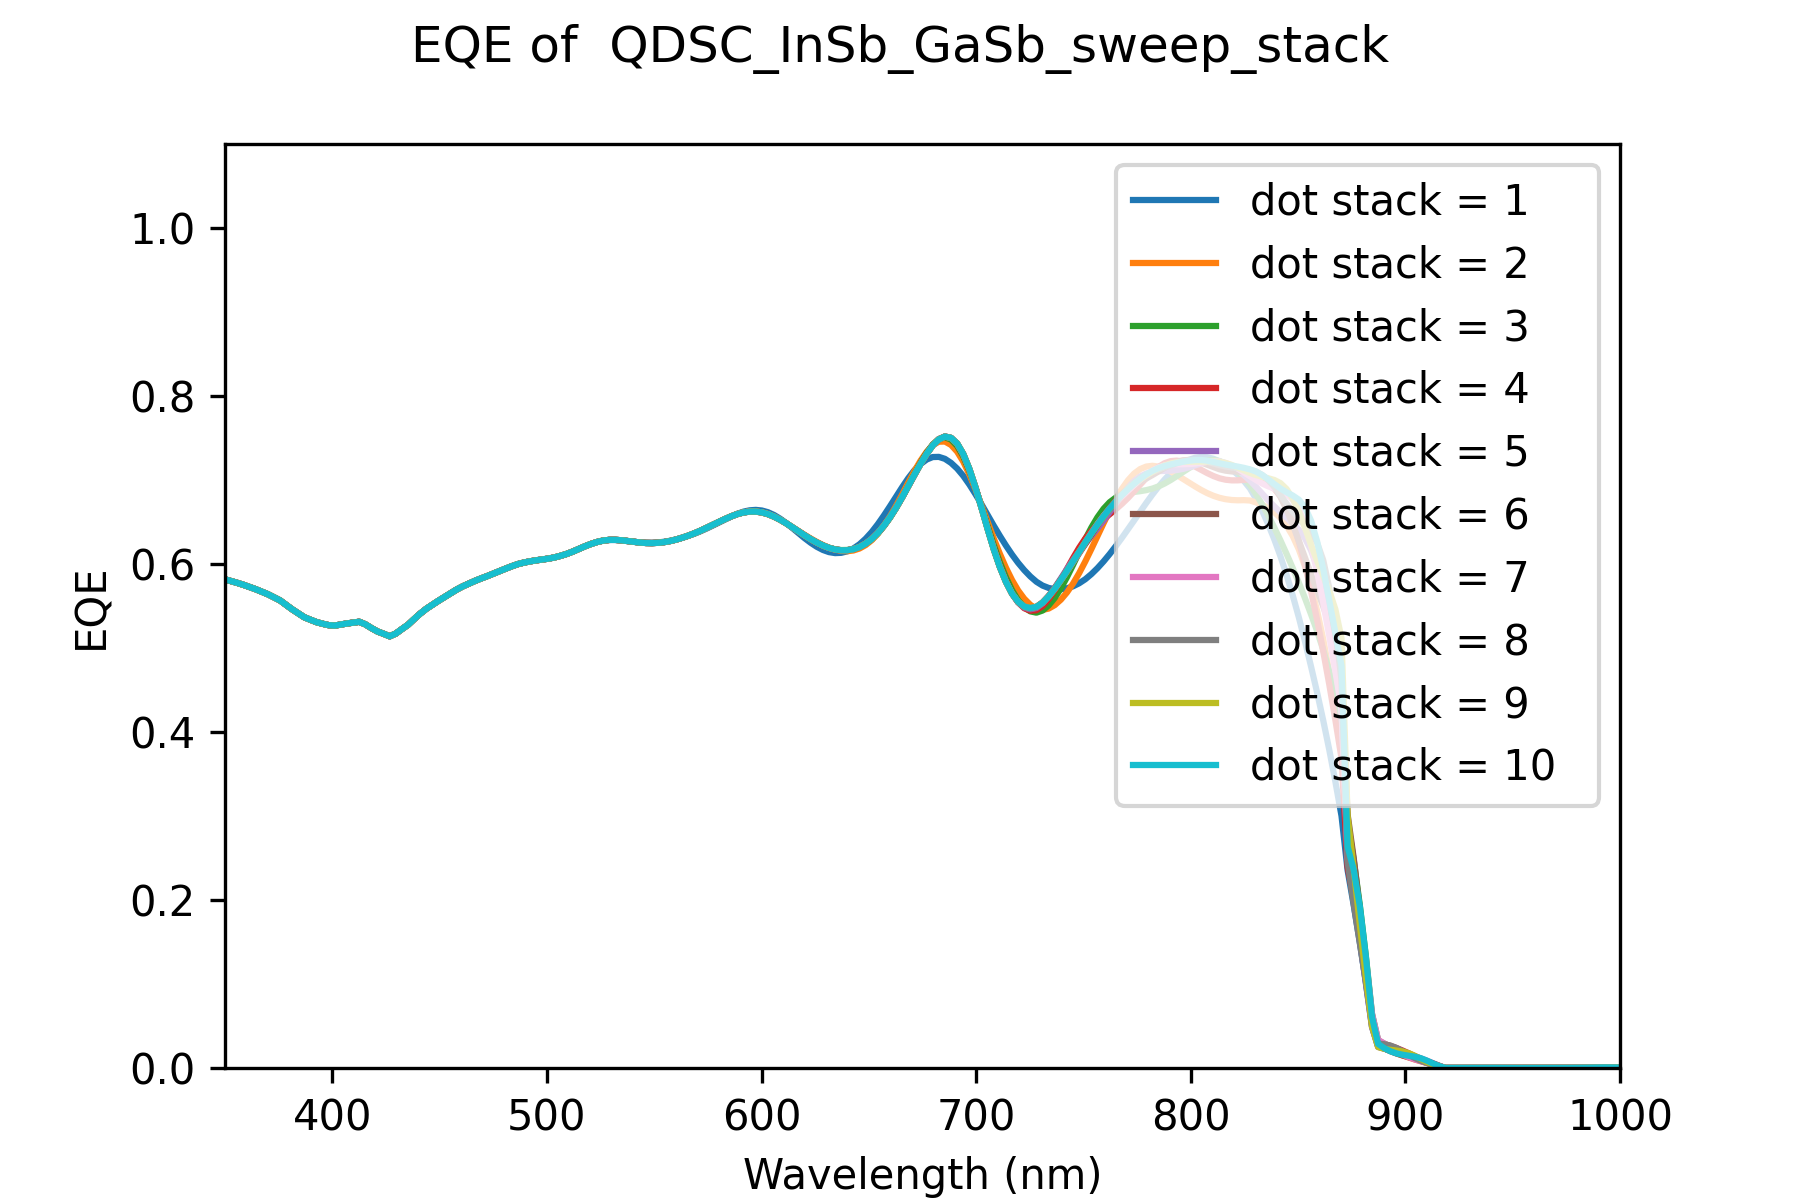 EQE of  QDSC_InSb_GaSb_sweep_stack
EQE
1.0
0.8
0.6
0.4
0.2
0.0
dot stack = 1
dot stack = 2
dot stack = 3
dot stack = 4
dot stack = 5
dot stack = 6
dot stack = 7
dot stack = 8
dot stack = 9
dot stack = 10
400 500 600 700 800 900 1000
Wavelength (nm)